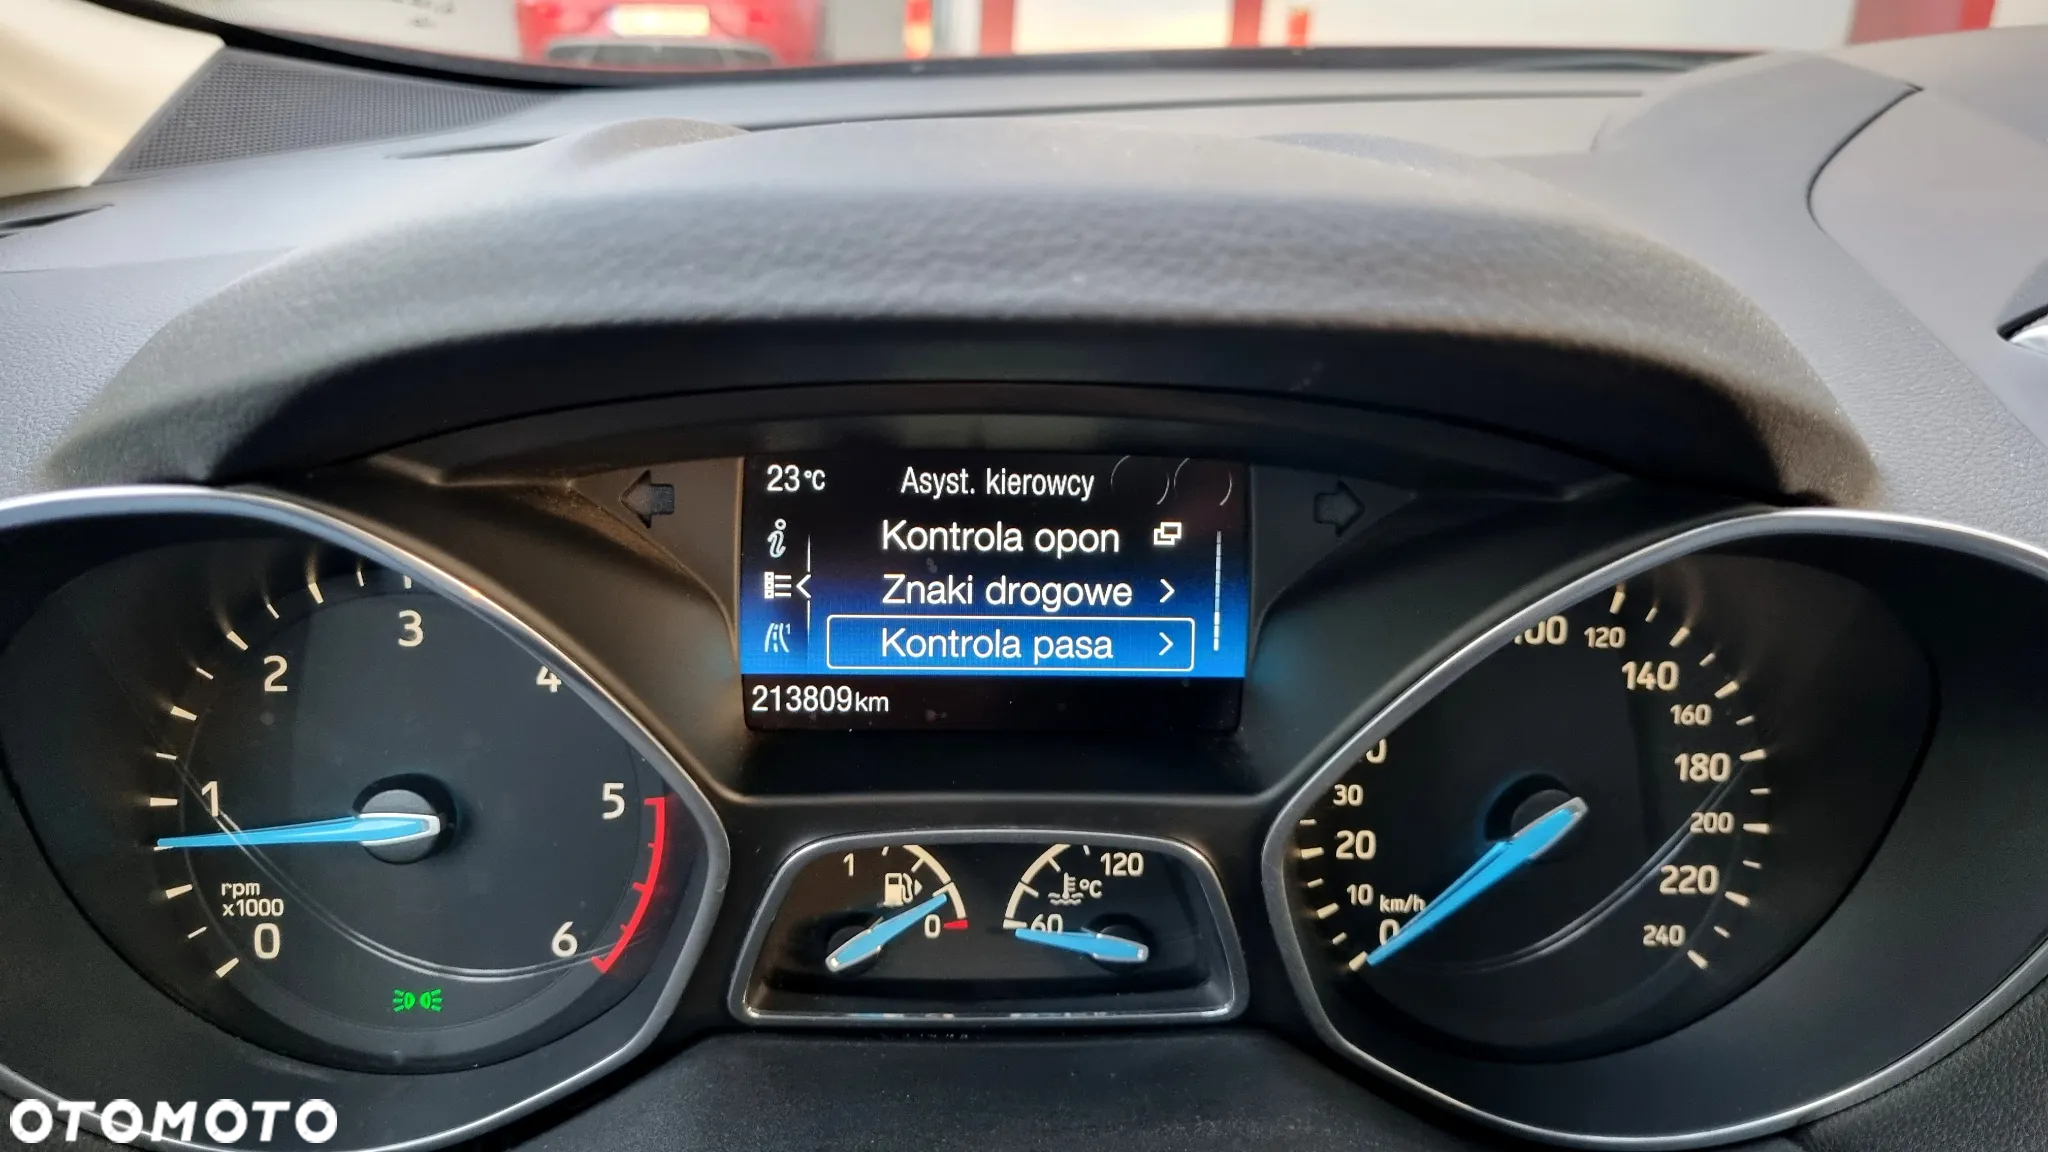 23°C Asyst. kierowcy
Kontrola opon
Znaki drogowe
Kontrola pasa
213809km
0 1 2 3 4 5 6
rpm
x1000
1 0
60 120
°C
0 10 20 30 100 120 140 160 180 200 220 240
km/h
OTOMOTO